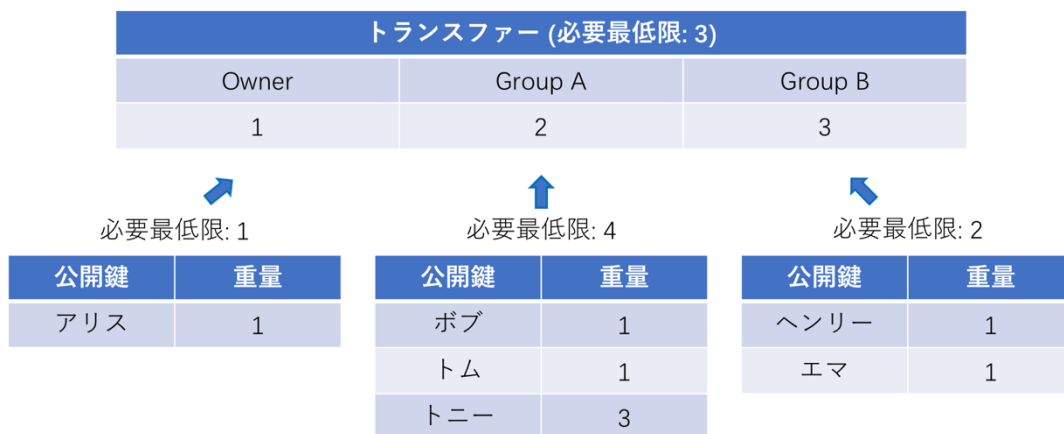 トランスファー (必要最低限: 3)
Owner Group A Group B
1 2 3
必要最低限: 1 必要最低限: 4 必要最低限: 2
公開鍵 重量 公開鍵 重量 公開鍵 重量
アリス 1 ボブ 1 ヘンリー 1
トム 1 エマ 1
トニー 3